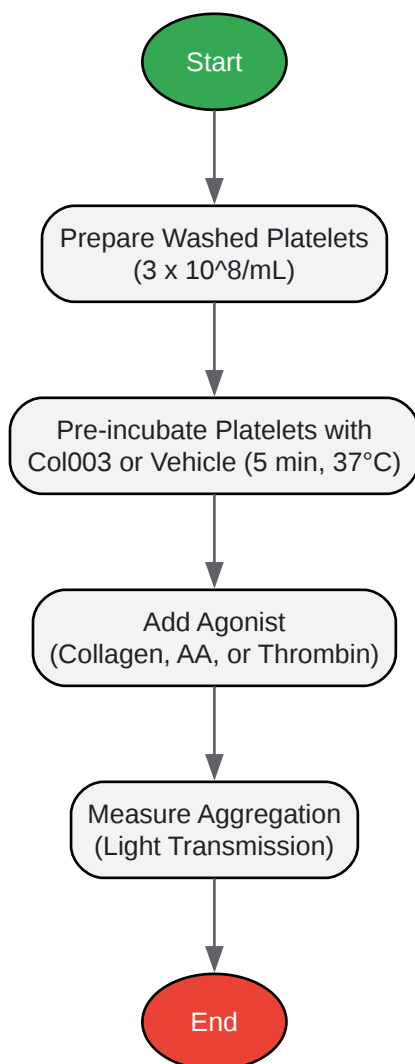 Start
Prepare Washed Platelets
(3 x 10^8/mL)
Pre-incubate Platelets with
Col003 or Vehicle (5 min, 37°C)
Add Agonist
(Collagen, AA, or Thrombin)
Measure Aggregation
(Light Transmission)
End